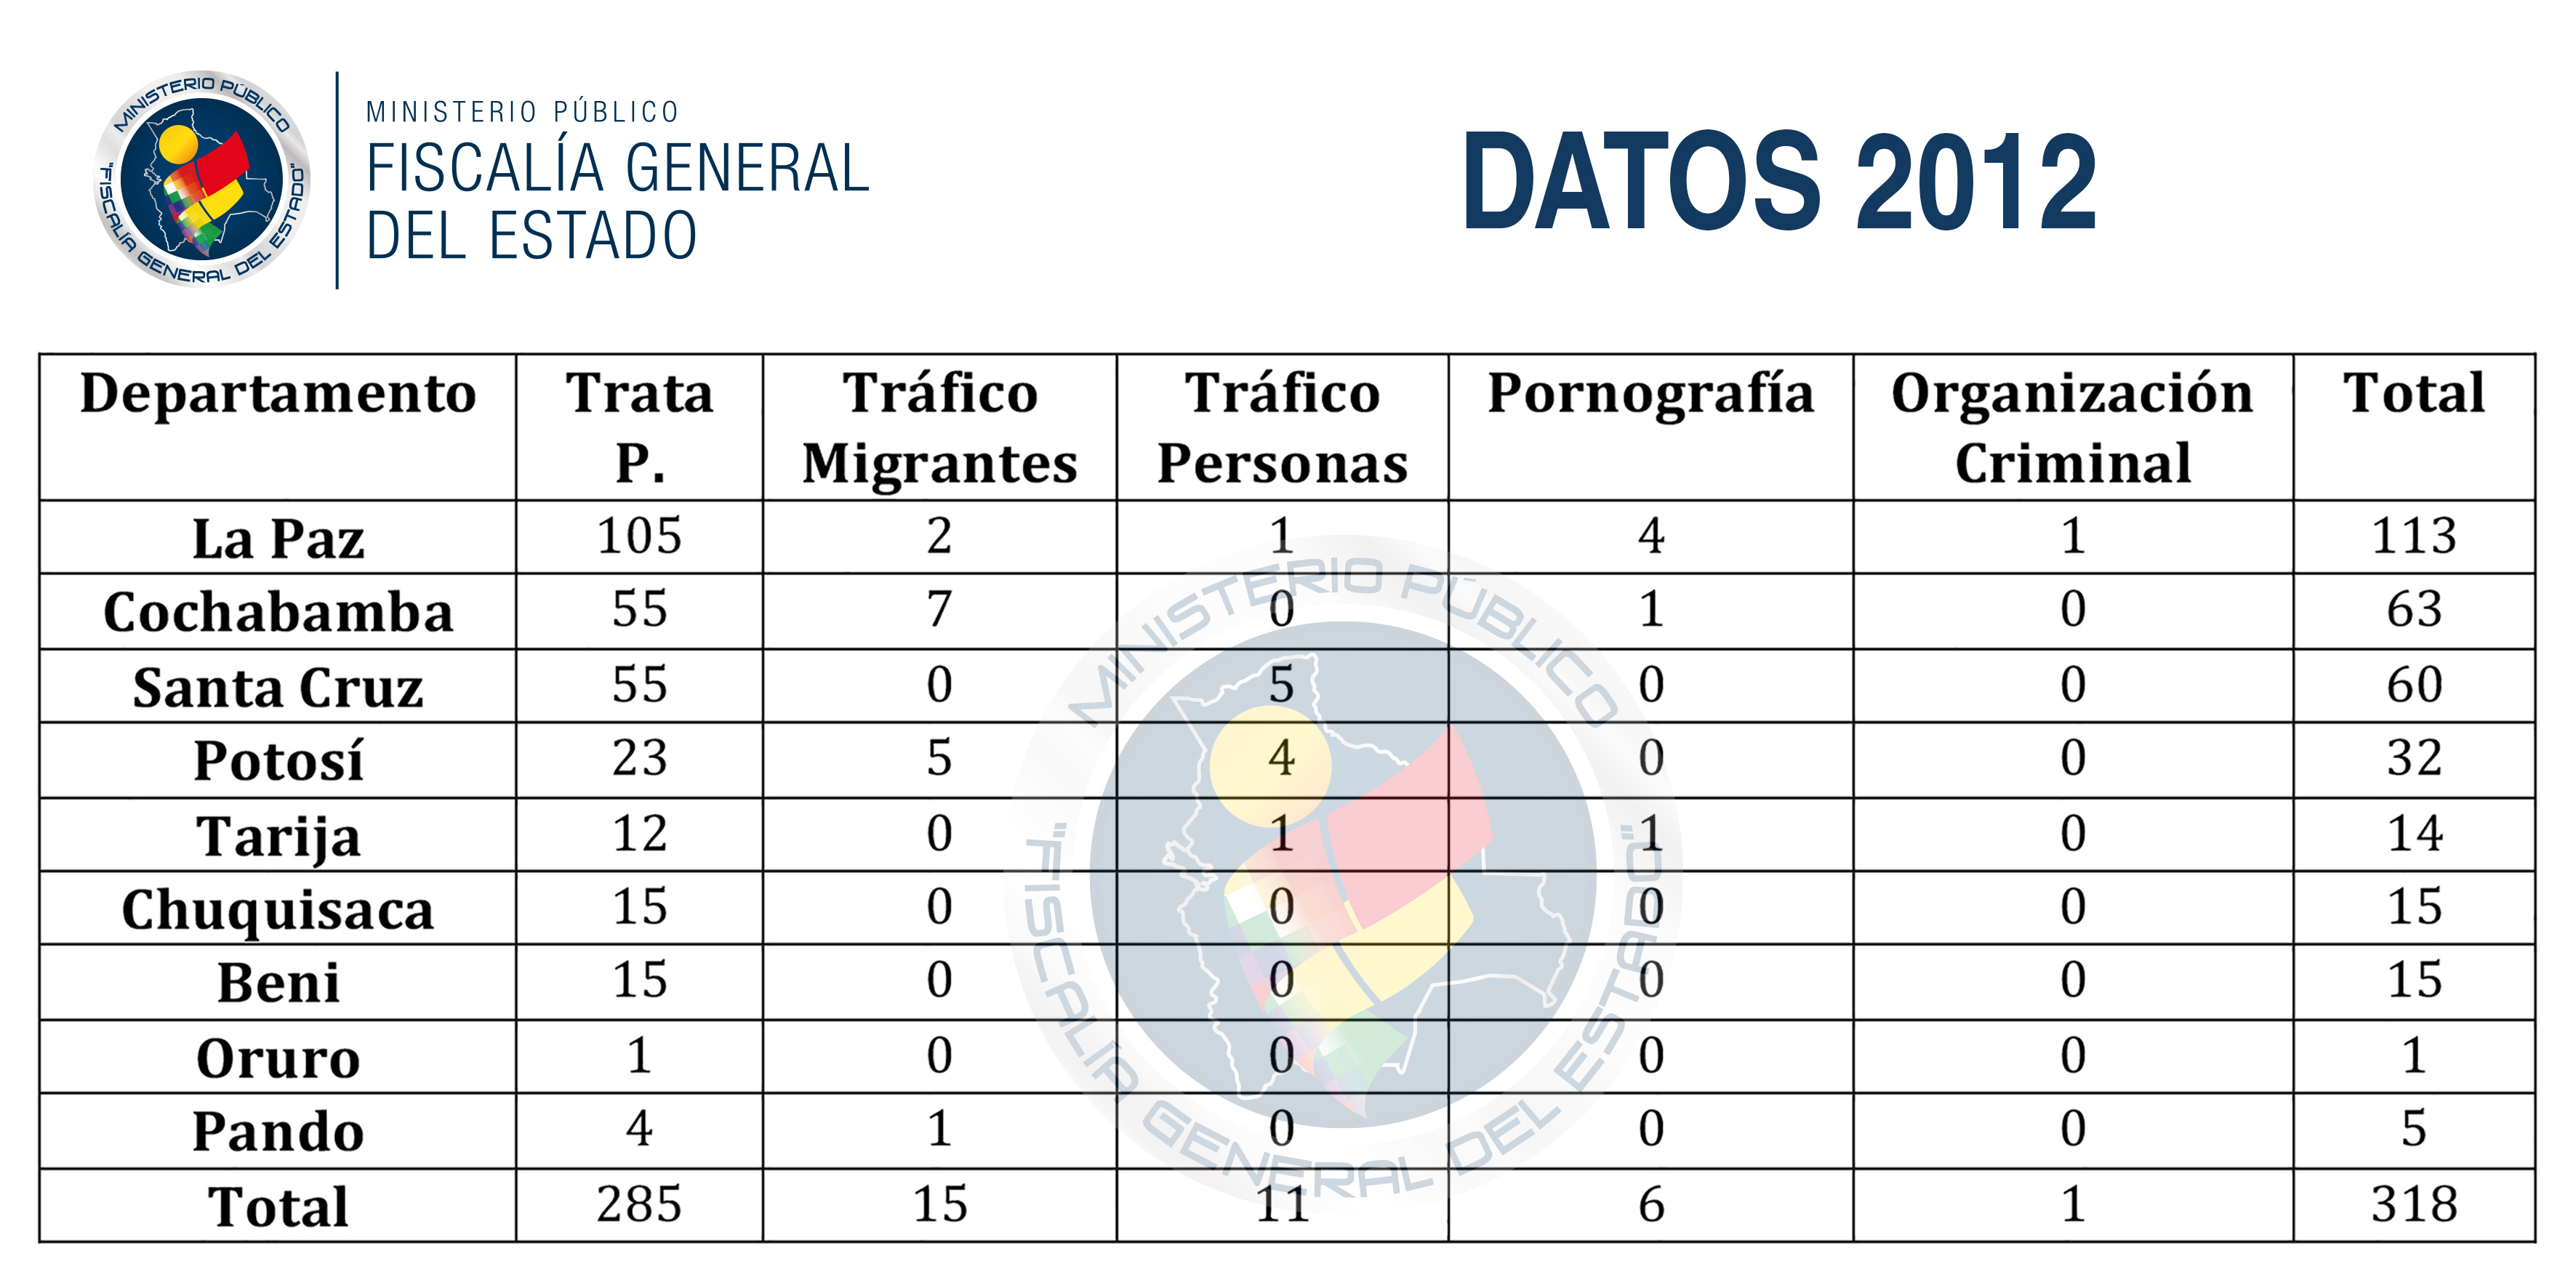 MINISTERIO PÚBLICO
"FISCALÍA GENERAL DEL ESTADO"
MINISTERIO PÚBLICO
FISCALÍA GENERAL
DEL ESTADO
DATOS 2012
Departamento Trata P. Tráfico Migrantes Tráfico Personas Pornografía Organización Criminal Total
La Paz 105 2 1 4 1 113
Cochabamba 55 7 0 1 0 63
Santa Cruz 55 0 5 0 0 60
Potosí 23 5 4 0 0 32
Tarija 12 0 1 1 0 14
Chuquisaca 15 0 0 0 0 15
Beni 15 0 0 0 0 15
Oruro 1 0 0 0 0 1
Pando 4 1 0 0 0 5
Total 285 15 11 6 1 318
MINISTERIO PÚBLICO
"FISCALÍA GENERAL DEL ESTADO"